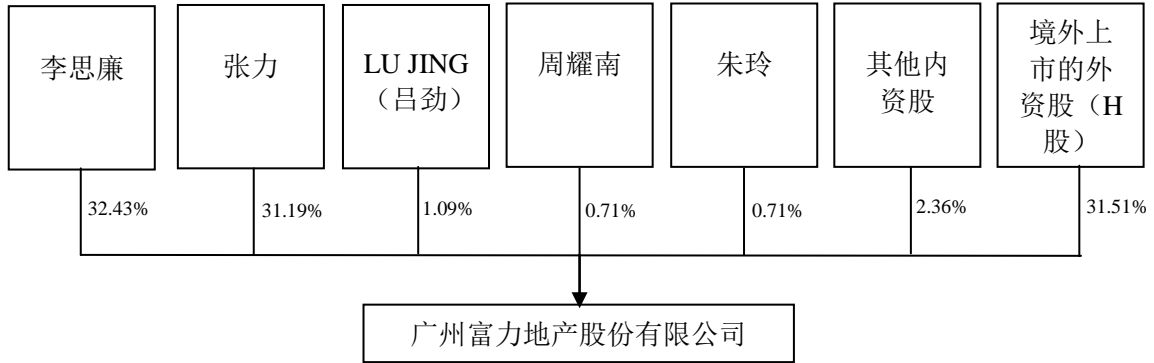 李思廉
张力
LU JING
（吕劲）
周耀南
朱玲
其他内
资股
境外上
市的外
资股（H
股）
32.43%
31.19%
1.09%
0.71%
0.71%
2.36%
31.51%
广州富力地产股份有限公司